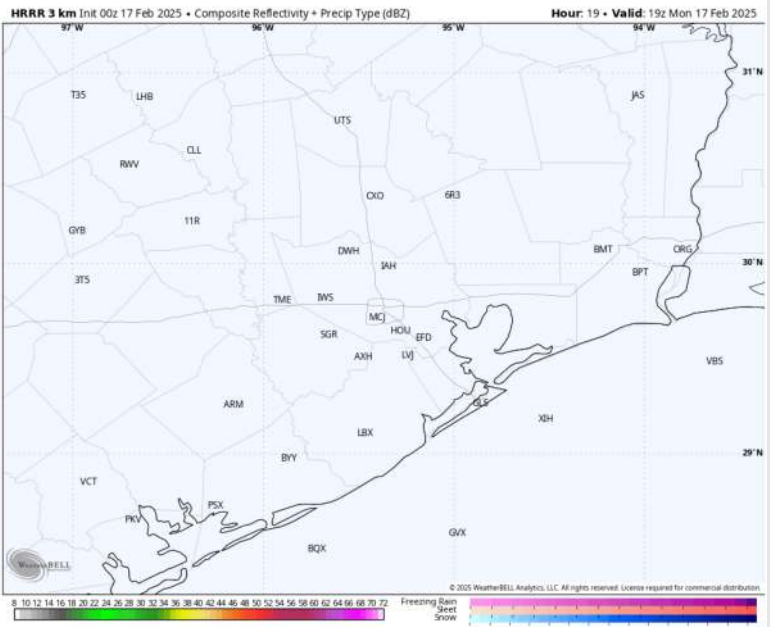 HRRR 3 km Init 00z 17 Feb 2025 • Composite Reflectivity + Precip Type (dBZ) Hour: 19 • Valid: 19z Mon 17 Feb 2025
97°W 96°W 95°W 94°W
31°N
T35 LHB JAS
UTS
CLL
RWV
CXO 6R3
11R
GYB
DWH BMT ORG
IAH 30°N
3T5 BPT
TME IWS
MCJ
SGR HOU EFD
AXH LVJ VBS
ARM GLS
XIH
LBX
BYY 29°N
VCT
PSX
PKV
GVX
BQX
WeatherBELL
© 2025 WeatherBELL Analytics, LLC. All rights reserved. License required for commercial distribution.
8 10 12 14 16 18 20 22 24 26 28 30 32 34 36 38 40 42 44 46 48 50 52 54 56 58 60 62 64 66 68 70 72
Freezing Rain
Sleet
Snow